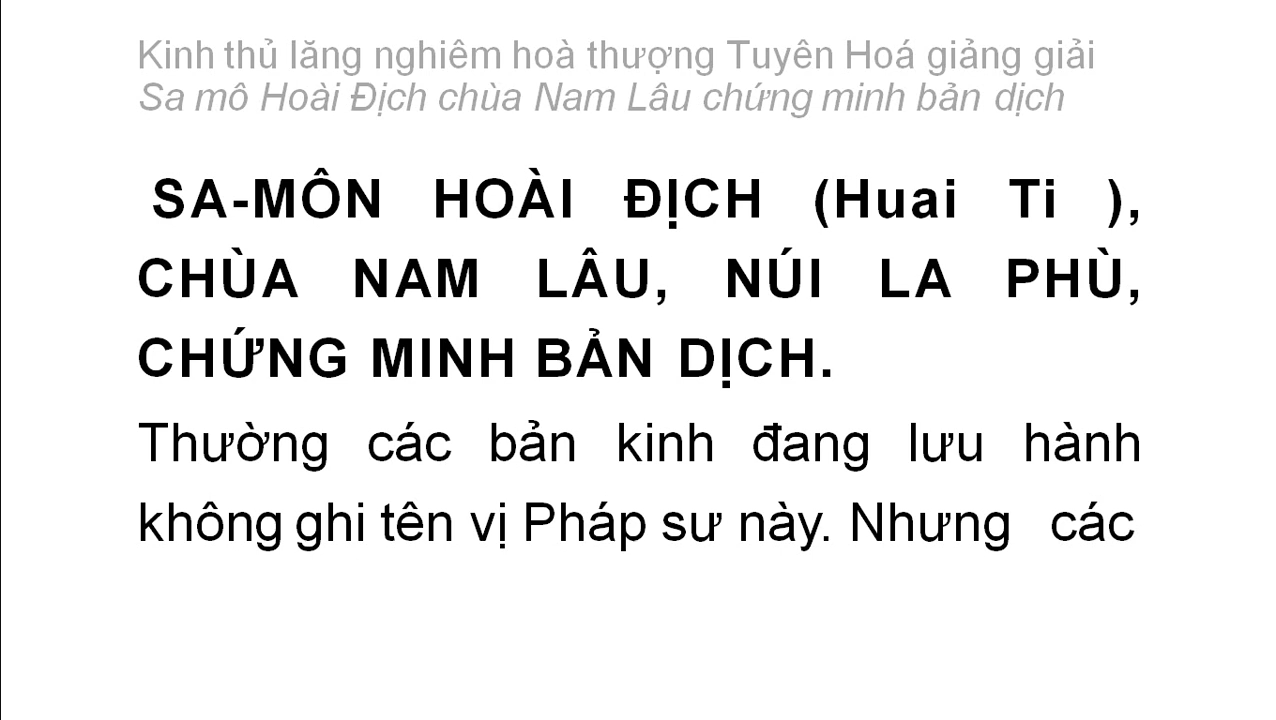 Kinh thủ lăng nghiêm hoà thượng Tuyên Hoá giảng giải
Sa mô Hoài Địch chùa Nam Lâu chứng minh bản dịch
SA-MÔN HOÀI ĐỊCH (Huai Ti ),
CHÙA NAM LÂU, NÚI LA PHÙ,
CHỨNG MINH BẢN DỊCH.
Thường các bản kinh đang lưu hành
không ghi tên vị Pháp sư này. Nhưng các